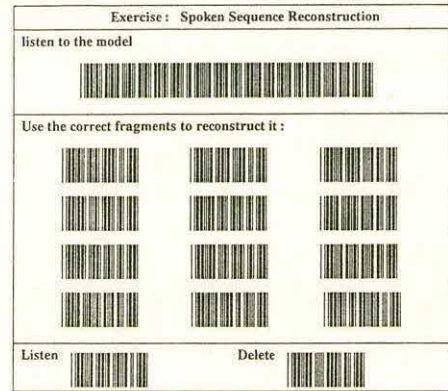 Exercise : Spoken Sequence Reconstruction
listen to the model
Use the correct fragments to reconstruct it :
Listen Delete